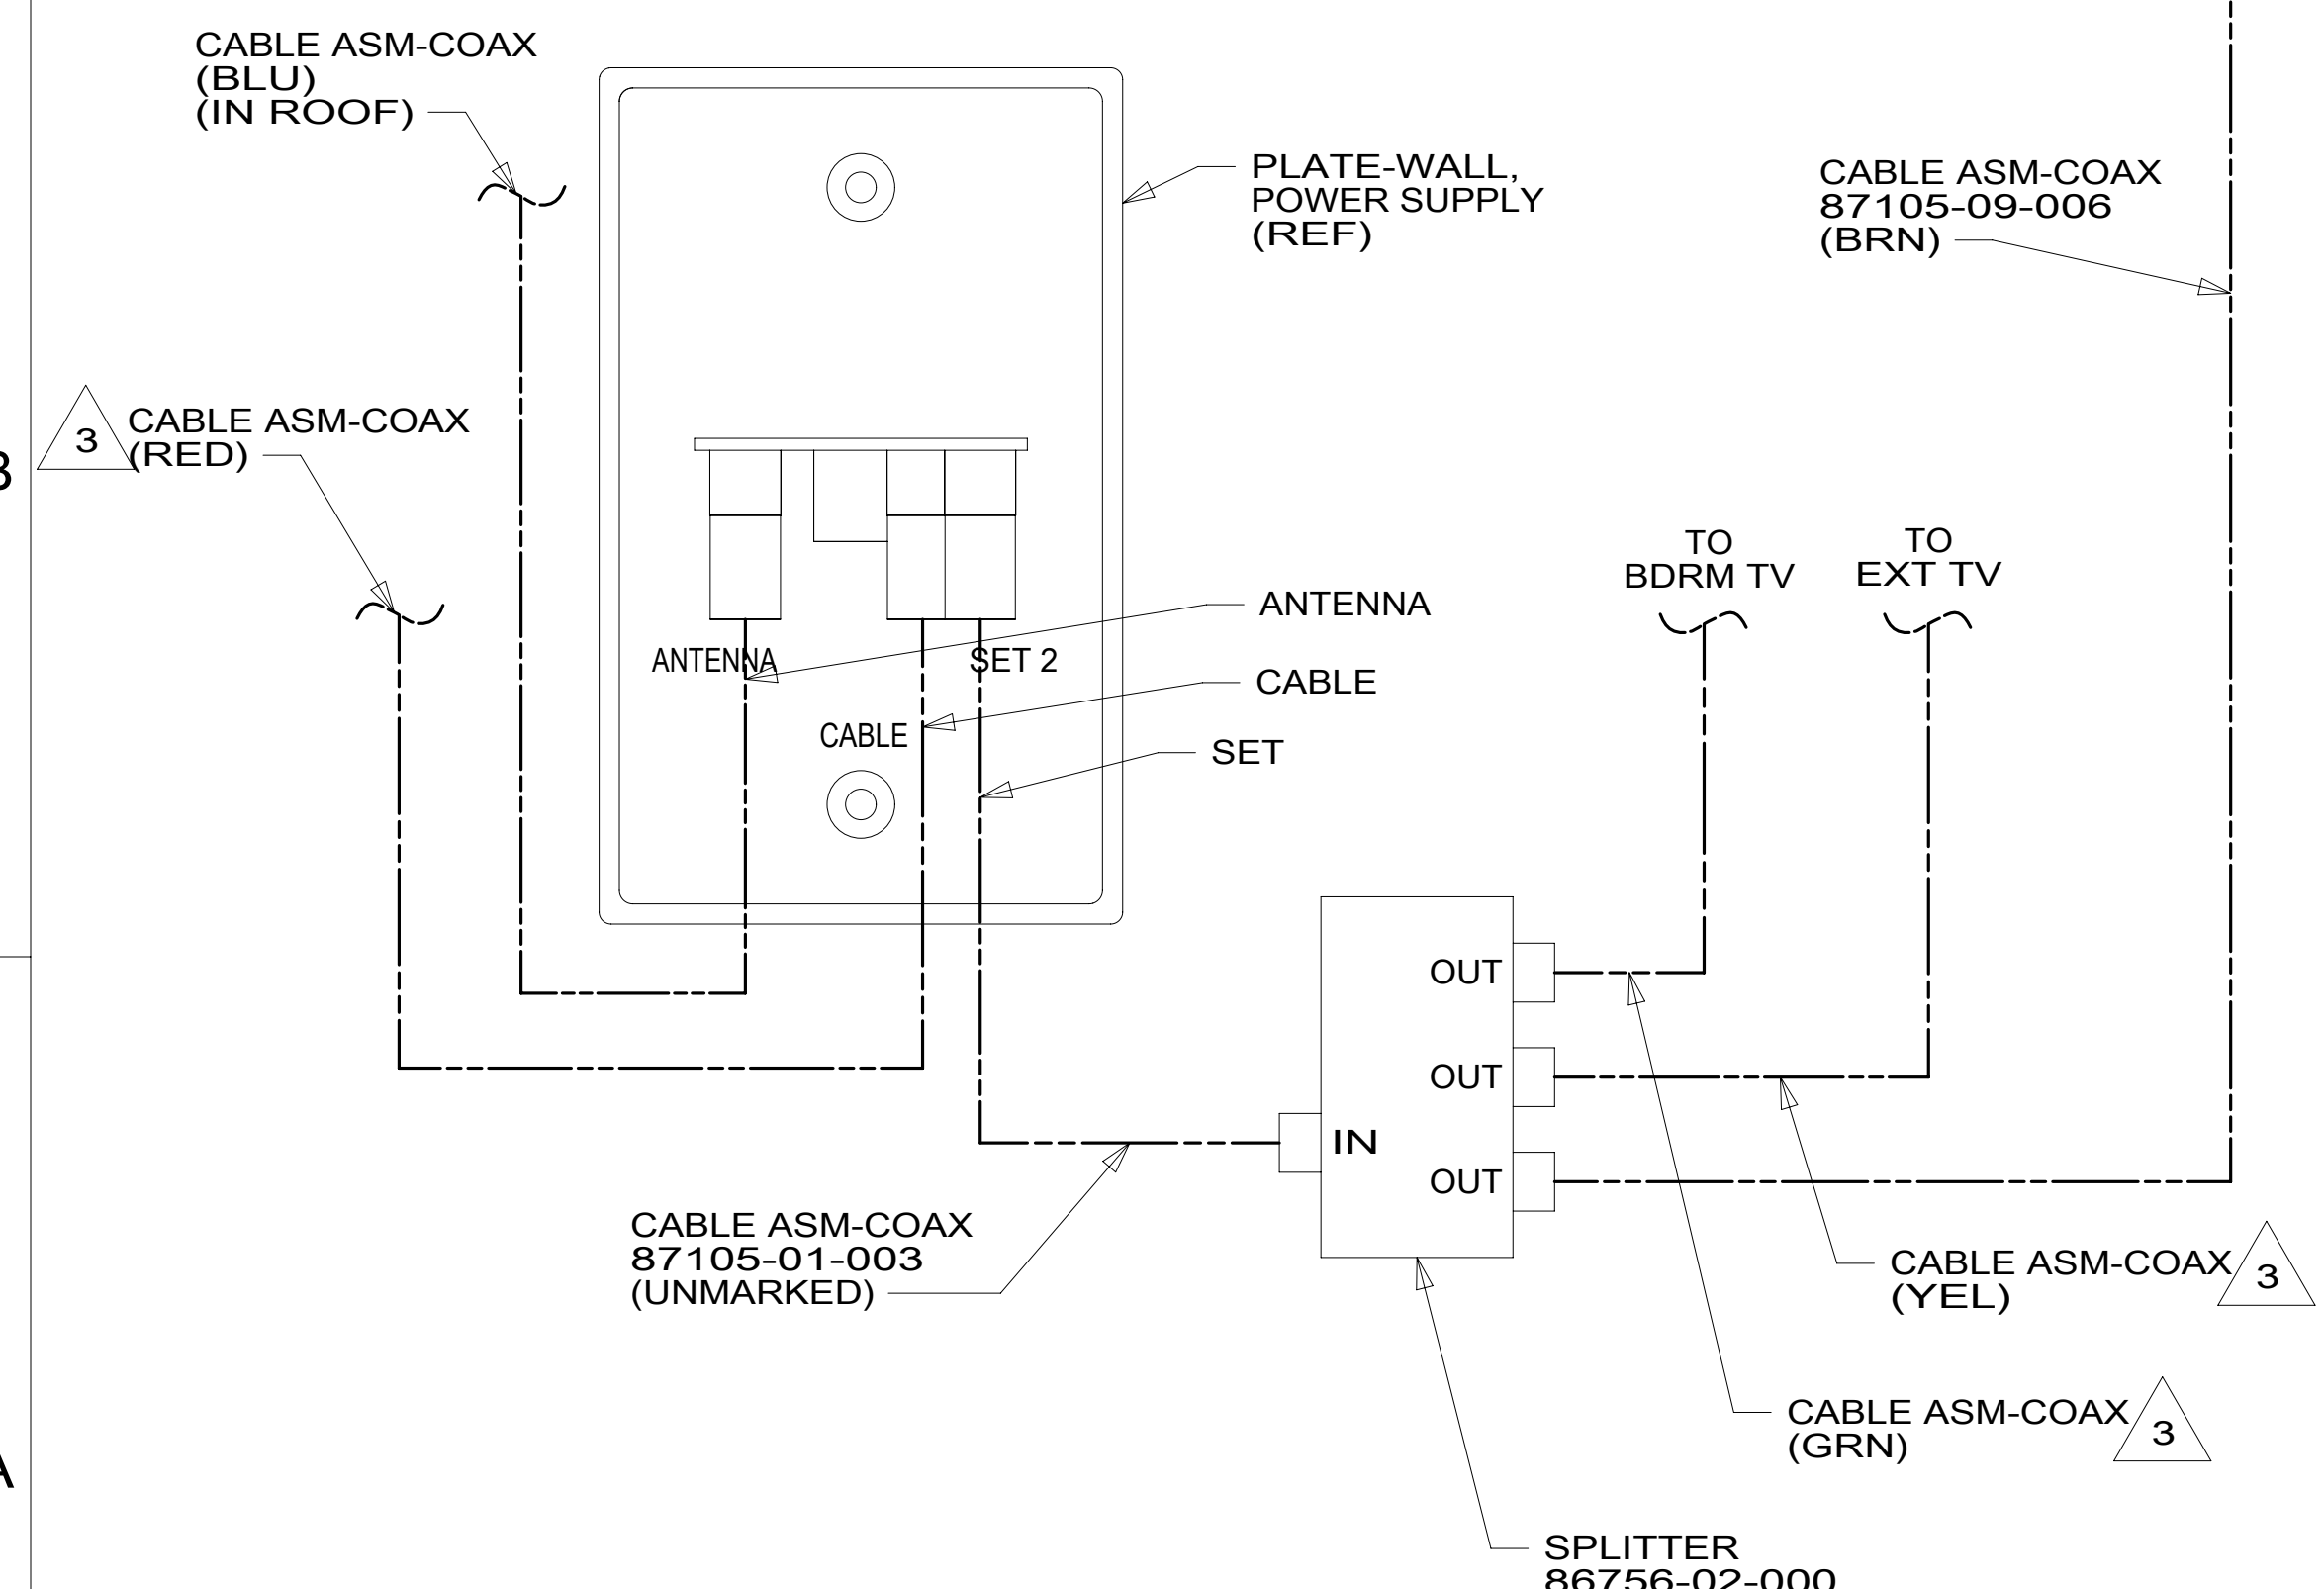 CABLE ASM-COAX
(BLU)
(IN ROOF)
PLATE-WALL,
POWER SUPPLY
(REF)
CABLE ASM-COAX
87105-09-006
(BRN)
3
CABLE ASM-COAX
(RED)
B
TO
BDRM TV
TO
EXT TV
ANTENNA
ANTENNA
SET 2
CABLE
CABLE
SET
OUT
OUT
IN
OUT
CABLE ASM-COAX
87105-01-003
(UNMARKED)
CABLE ASM-COAX
(YEL)
3
CABLE ASM-COAX
(GRN)
3
A
SPLITTER
86756-02-000